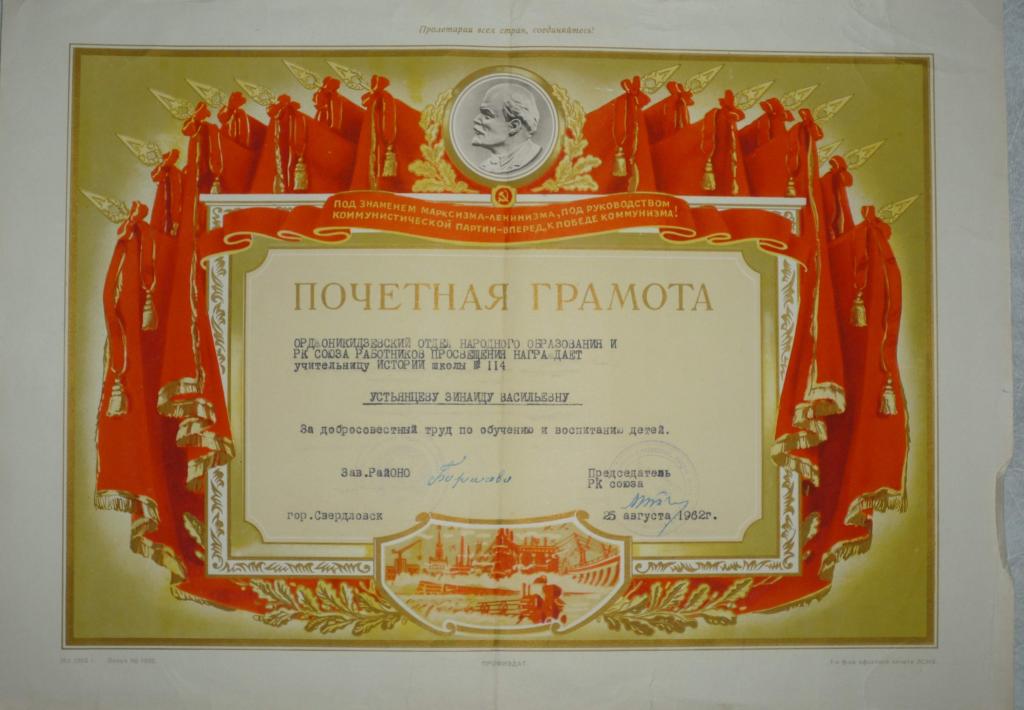 Пролетарии всех стран, соединяйтесь!
ПОД ЗНАМЕНЕМ МАРКСИЗМА-ЛЕНИНИЗМА, ПОД РУКОВОДСТВОМ
КОММУНИСТИЧЕСКОЙ ПАРТИИ-ВПЕРЕД, К ПОБЕДЕ КОММУНИЗМА!
ПОЧЕТНАЯ ГРАМОТА
ОРДЖОНИКИДЗЕВСКИЙ ОТДЕЛ НАРОДНОГО ОБРАЗОВАНИЯ И
РК СОЮЗА РАБОТНИКОВ ПРОСВЕЩЕНИЯ НАГРАЖДАЕТ
учительницу ИСТОРИИ школы № 114
УСТЬЯНЦЕВУ ЗИНАИДУ ВАСИЛЬЕВНУ
За добросовестный труд по обучению и воспитанию детей.
Зав.РАЙОНО
Председатель
РК союза
гор.Свердловск 25 августа 1962г.
ПРОФИЗДАТ